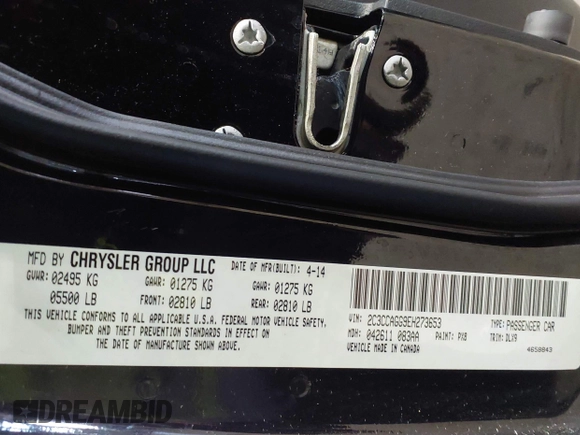 MFD BY CHRYSLER GROUP LLC DATE OF MFR(BUILT): 4-14
GVWR: 02495 KG GAWR: 01275 KG GAWR: 01275 KG
05500 LB FRONT: 02810 LB REAR: 02810 LB
THIS VEHICLE CONFORMS TO ALL APPLICABLE U.S.A. FEDERAL MOTOR VEHICLE SAFETY,
BUMPER AND THEFT PREVENTION STANDARDS IN EFFECT ON
THE DATE OF MANUFACTURE SHOWN ABOVE.
VIN: 2C3CCAGG9EH273653 TYPE: PASSENGER CAR
MDH: 042611 083AA PAINT: PX8 TRIM: DLX9
VEHICLE MADE IN CANADA 4658843
DREAMBID